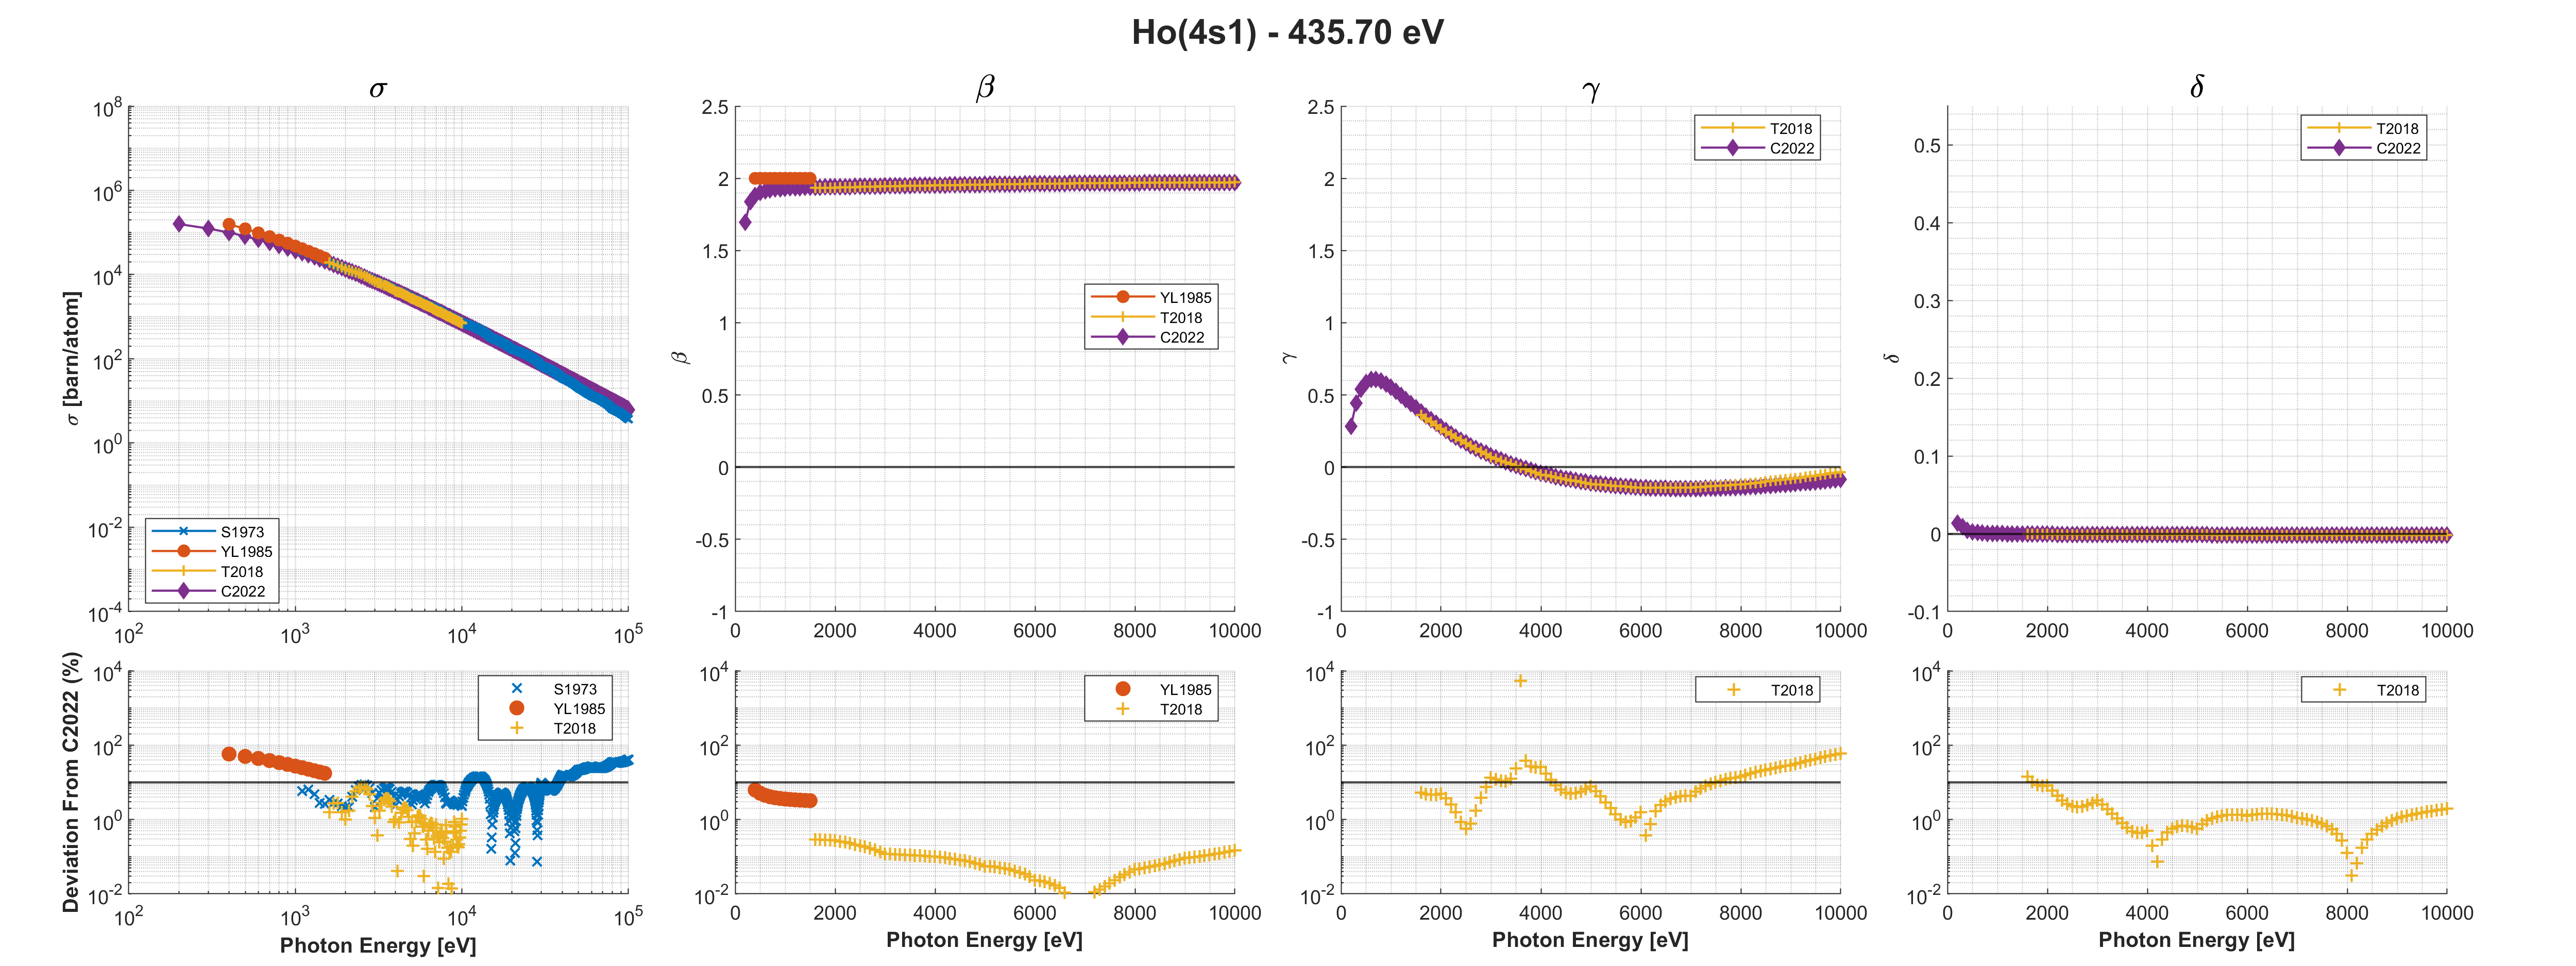 Ho(4s1) - 435.70 eV
σ
σ [barn/atom]
10^8
10^6
10^4
10^2
10^0
10^-2
10^-4
10^2
10^3
10^4
10^5
S1973
YL1985
T2018
C2022
β
β
2.5
2
1.5
1
0.5
0
-0.5
-1
0
2000
4000
6000
8000
10000
YL1985
T2018
C2022
γ
γ
2.5
2
1.5
1
0.5
0
-0.5
-1
0
2000
4000
6000
8000
10000
T2018
C2022
δ
δ
0.5
0.4
0.3
0.2
0.1
0
-0.1
0
2000
4000
6000
8000
10000
T2018
C2022
Deviation From C2022 (%)
10^4
10^2
10^0
10^-2
10^2
10^3
10^4
10^5
Photon Energy [eV]
S1973
YL1985
T2018
10^4
10^2
10^0
10^-2
0
2000
4000
6000
8000
10000
Photon Energy [eV]
YL1985
T2018
10^4
10^2
10^0
10^-2
0
2000
4000
6000
8000
10000
Photon Energy [eV]
T2018
10^4
10^2
10^0
10^-2
0
2000
4000
6000
8000
10000
Photon Energy [eV]
T2018